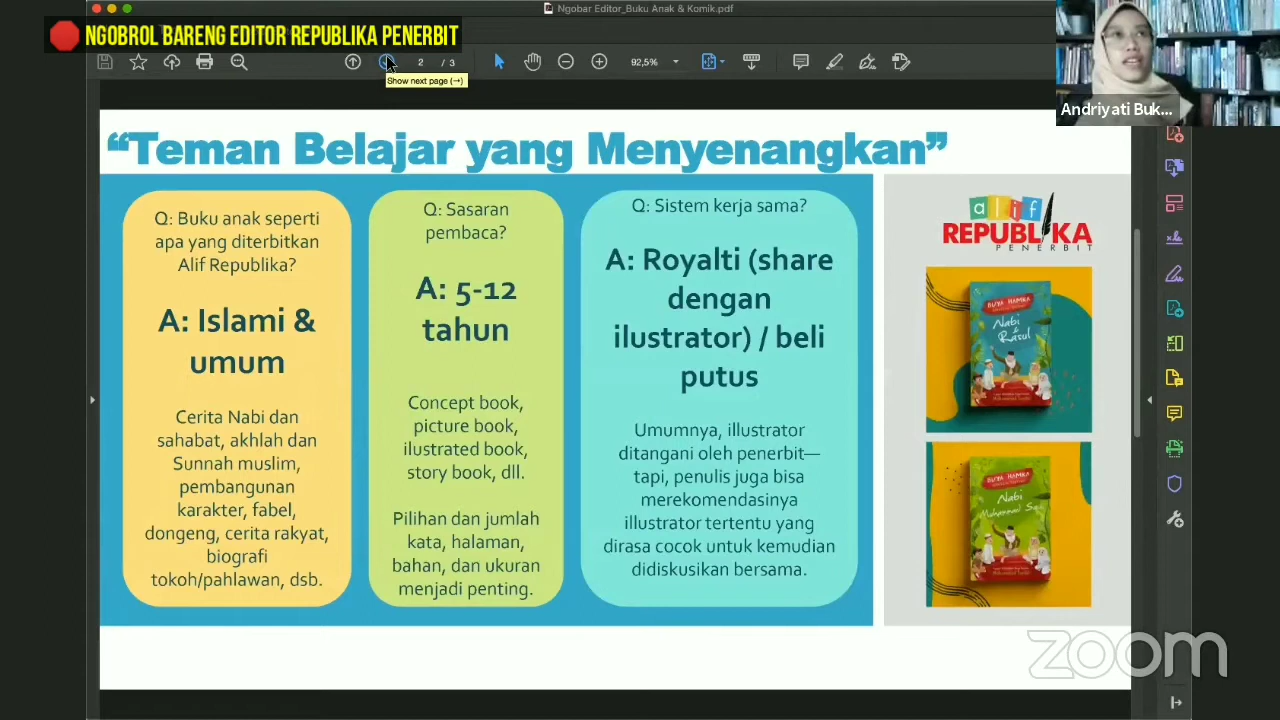 Ngobar Editor_Buku Anak & Komik.pdf
NGOBROL BARENG EDITOR REPUBLIKA PENERBIT
2 / 3
92,5%
Show next page (→)
Andriyati Buk...
“Teman Belajar yang Menyenangkan”
Q: Buku anak seperti
apa yang diterbitkan
Alif Republika?
A: Islami &
umum
Cerita Nabi dan
sahabat, akhlah dan
Sunnah muslim,
pembangunan
karakter, fabel,
dongeng, cerita rakyat,
biografi
tokoh/pahlawan, dsb.
Q: Sasaran
pembaca?
A: 5-12
tahun
Concept book,
picture book,
ilustrated book,
story book, dll.
Pilihan dan jumlah
kata, halaman,
bahan, dan ukuran
menjadi penting.
Q: Sistem kerja sama?
A: Royalti (share
dengan
ilustrator) / beli
putus
Umumnya, illustrator
ditangani oleh penerbit—
tapi, penulis juga bisa
merekomendasinya
illustrator tertentu yang
dirasa cocok untuk kemudian
didiskusikan bersama.
alif
REPUBLIKA
PENERBIT
BUYA HAMKA
Nabi
&
Rasul
BUYA HAMKA
Nabi
Muhammad Saw
zoom